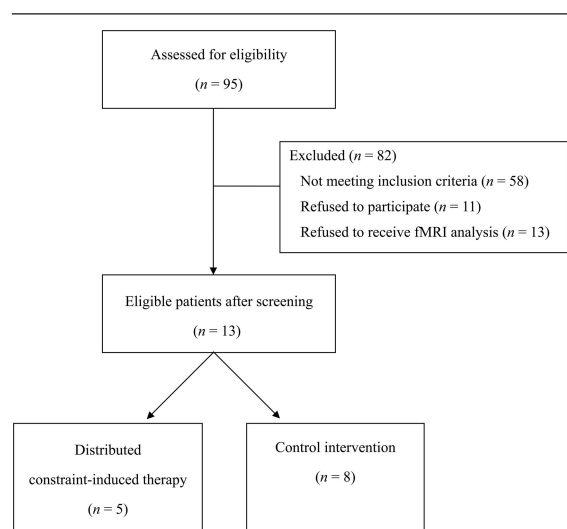 Assessed for eligibility
(n = 95)
Excluded (n = 82)
Not meeting inclusion criteria (n = 58)
Refused to participate (n = 11)
Refused to receive fMRI analysis (n = 13)
Eligible patients after screening
(n = 13)
Distributed
constraint-induced therapy
(n = 5)
Control intervention
(n = 8)